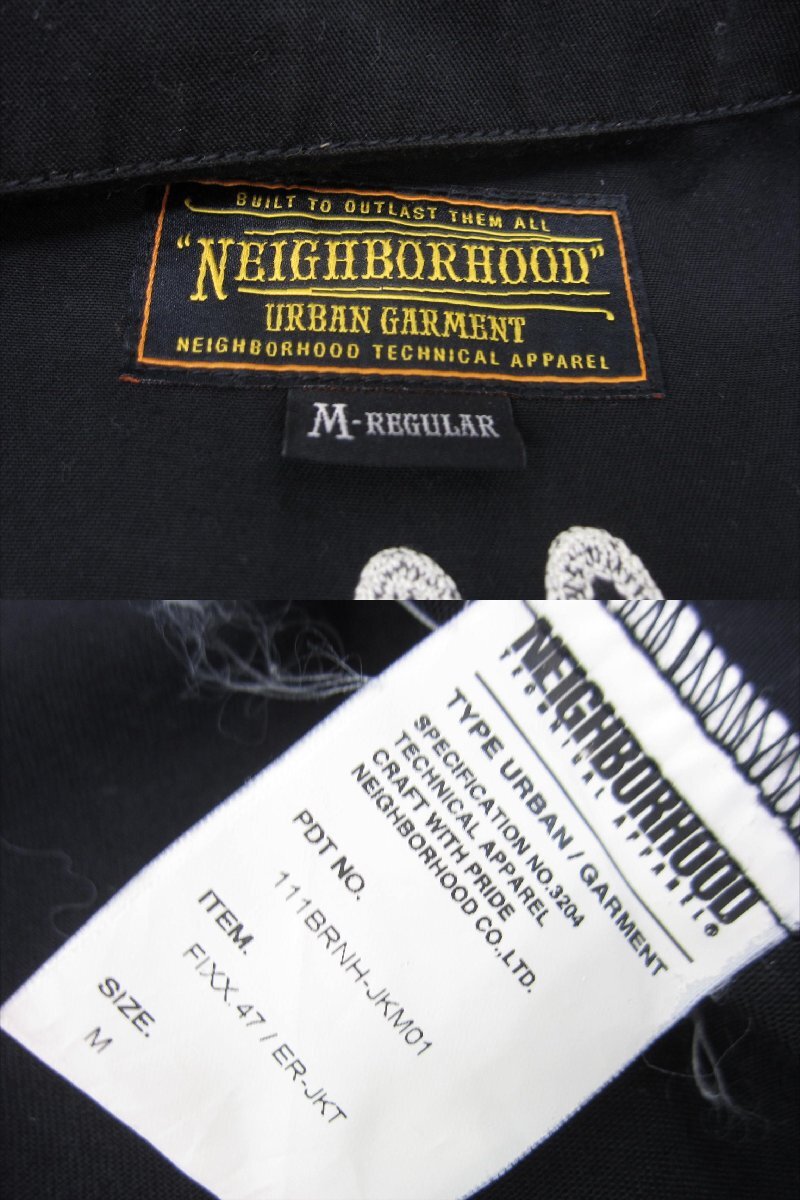 BUILT TO OUTLAST THEM ALL
"NEIGHBORHOOD"
URBAN GARMENT
NEIGHBORHOOD TECHNICAL APPAREL
M-REGULAR
NEIGHBORHOOD
TECHNICAL APPAREL®
TYPE URBAN / GARMENT
SPECIFICATION NO.3204
TECHNICAL APPAREL
CRAFT WITH PRIDE
NEIGHBORHOOD CO.,LTD.
PDT NO.
111BRNH-JKM01
ITEM.
FIXX.47 / ER-JKT
SIZE.
M